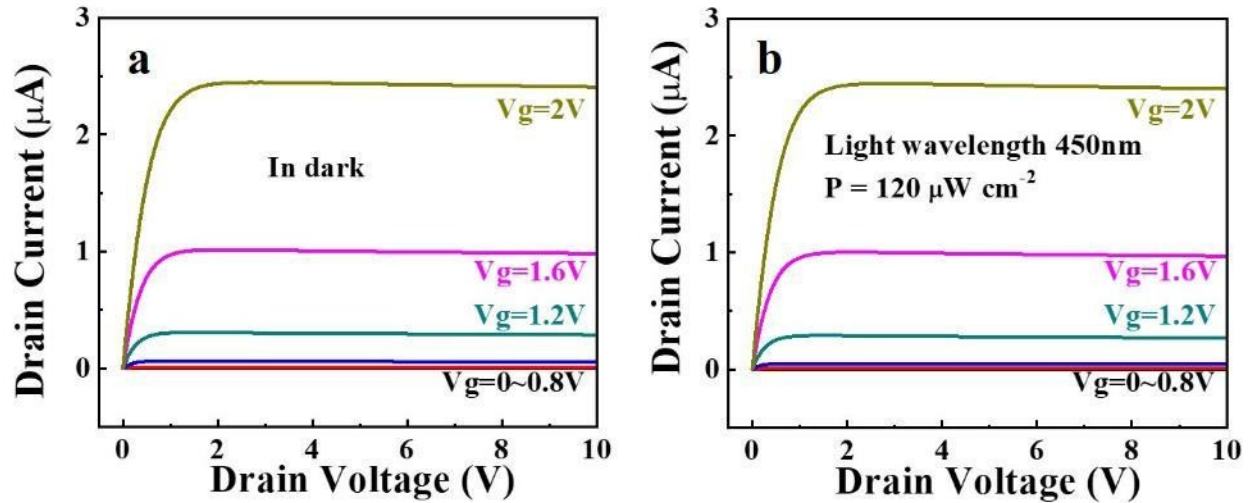 Drain Current (μA)
3
2
1
0
a
Vg=2V
In dark
Vg=1.6V
Vg=1.2V
Vg=0~0.8V
0 2 4 6 8 10
Drain Voltage (V)
Drain Current (μA)
3
2
1
0
b
Vg=2V
Light wavelength 450nm
P = 120 μW cm⁻²
Vg=1.6V
Vg=1.2V
Vg=0~0.8V
0 2 4 6 8 10
Drain Voltage (V)